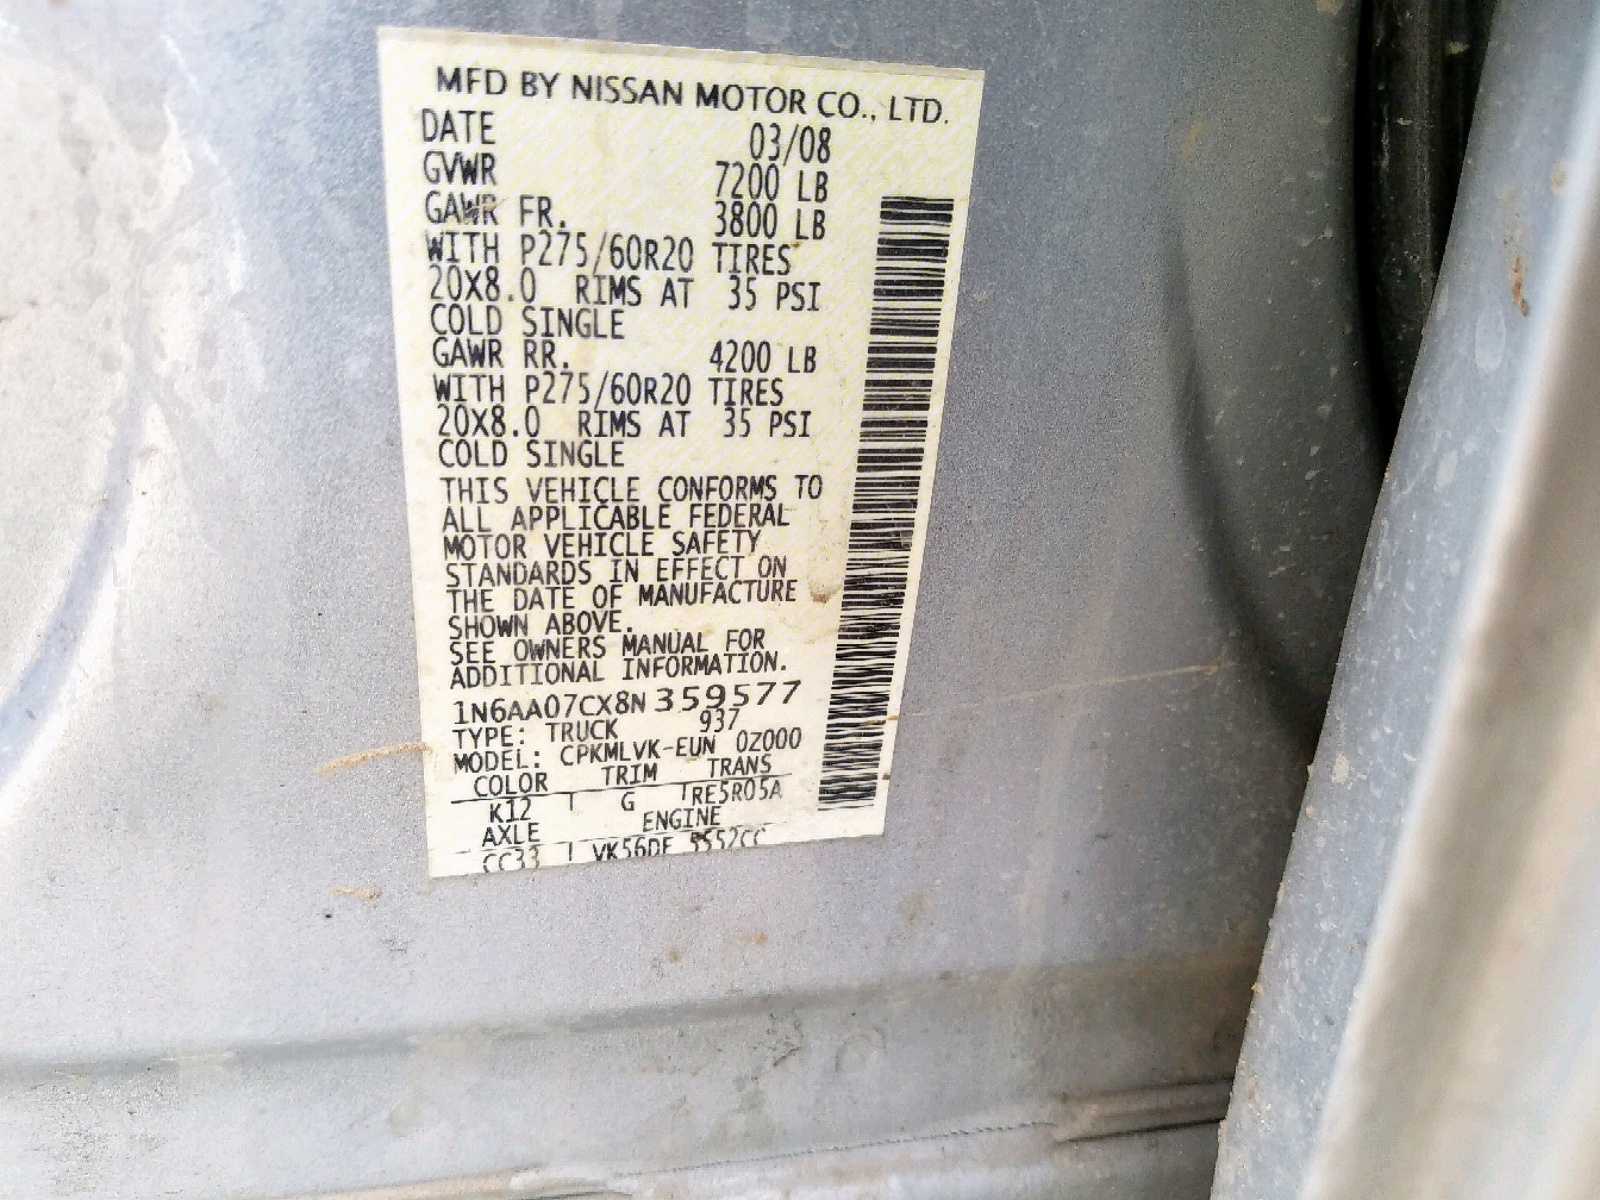 MFD BY NISSAN MOTOR CO., LTD.
DATE 03/08
GVWR 7200 LB
GAWR FR. 3800 LB
WITH P275/60R20 TIRES
20X8.0 RIMS AT 35 PSI
COLD SINGLE
GAWR RR. 4200 LB
WITH P275/60R20 TIRES
20X8.0 RIMS AT 35 PSI
COLD SINGLE
THIS VEHICLE CONFORMS TO
ALL APPLICABLE FEDERAL
MOTOR VEHICLE SAFETY
STANDARDS IN EFFECT ON
THE DATE OF MANUFACTURE
SHOWN ABOVE.
SEE OWNERS MANUAL FOR
ADDITIONAL INFORMATION.
1N6AA07CX8N359577
TYPE: TRUCK 937
MODEL: CPKMLVK-EUN 0Z000
COLOR TRIM TRANS
K12 G RE5R05A
AXLE ENGINE
CC33 VK56DE 5552CC